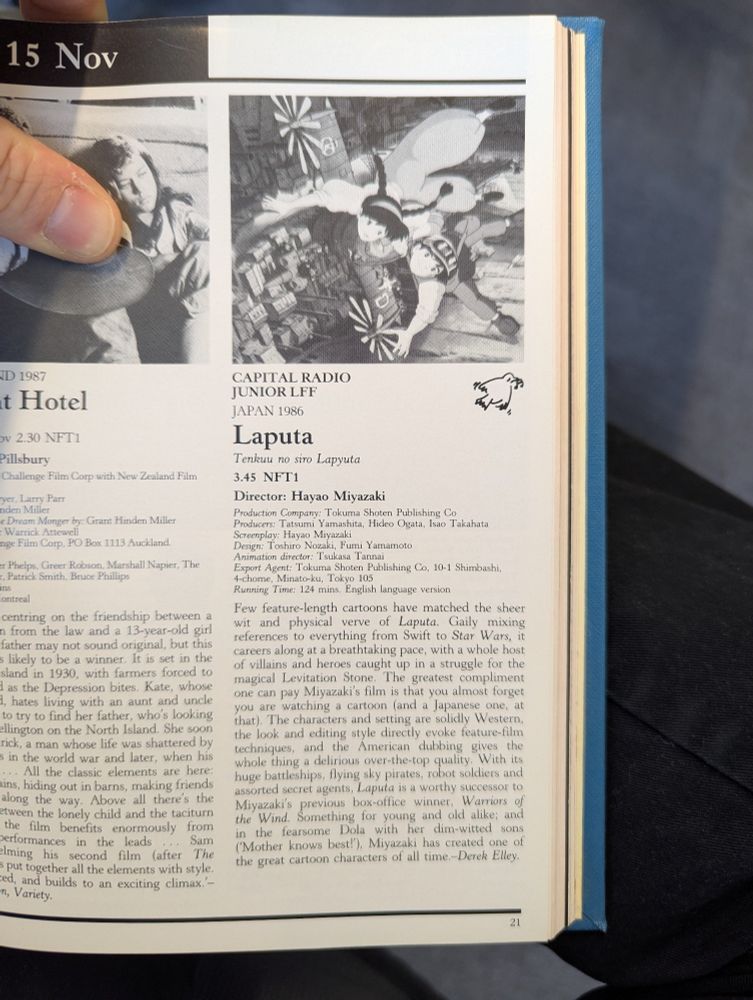 15 Nov
ND 1987
t Hotel
ov 2.30 NFT1
Pillsbury
Challenge Film Corp with New Zealand Film
yer, Larry Parr
nden Miller
e Dream Monger by: Grant Hinden Miller
Warrick Attewell
nge Film Corp, PO Box 1113 Auckland.
er Phelps, Greer Robson, Marshall Napier, The
r, Patrick Smith, Bruce Phillips
ins
ontreal
centring on the friendship between a
n from the law and a 13-year-old girl
father may not sound original, but this
s likely to be a winner. It is set in the
sland in 1930, with farmers forced to
d as the Depression bites. Kate, whose
d, hates living with an aunt and uncle
to try to find her father, who's looking
ellington on the North Island. She soon
rick, a man whose life was shattered by
s in the world war and later, when his
... All the classic elements are here:
ains, hiding out in barns, making friends
along the way. Above all there's the
etween the lonely child and the taciturn
the film benefits enormously from
performances in the leads ... Sam
elming his second film (after The
s put together all the elements with style.
ced, and builds to an exciting climax.'–
n, Variety.
CAPITAL RADIO
JUNIOR LFF
JAPAN 1986
Laputa
Tenkuu no siro Lapyuta
3.45 NFT1
Director: Hayao Miyazaki
Production Company: Tokuma Shoten Publishing Co
Producers: Tatsumi Yamashita, Hideo Ogata, Isao Takahata
Screenplay: Hayao Miyazaki
Design: Toshiro Nozaki, Fumi Yamamoto
Animation director: Tsukasa Tannai
Export Agent: Tokuma Shoten Publishing Co, 10-1 Shimbashi,
4-chome, Minato-ku, Tokyo 105
Running Time: 124 mins. English language version
Few feature-length cartoons have matched the sheer
wit and physical verve of Laputa. Gaily mixing
references to everything from Swift to Star Wars, it
careers along at a breathtaking pace, with a whole host
of villains and heroes caught up in a struggle for the
magical Levitation Stone. The greatest compliment
one can pay Miyazaki's film is that you almost forget
you are watching a cartoon (and a Japanese one, at
that). The characters and setting are solidly Western,
the look and editing style directly evoke feature-film
techniques, and the American dubbing gives the
whole thing a delirious over-the-top quality. With its
huge battleships, flying sky pirates, robot soldiers and
assorted secret agents, Laputa is a worthy successor to
Miyazaki's previous box-office winner, Warriors of
the Wind. Something for young and old alike; and
in the fearsome Dola with her dim-witted sons
('Mother knows best!'), Miyazaki has created one of
the great cartoon characters of all time.–Derek Elley.
21